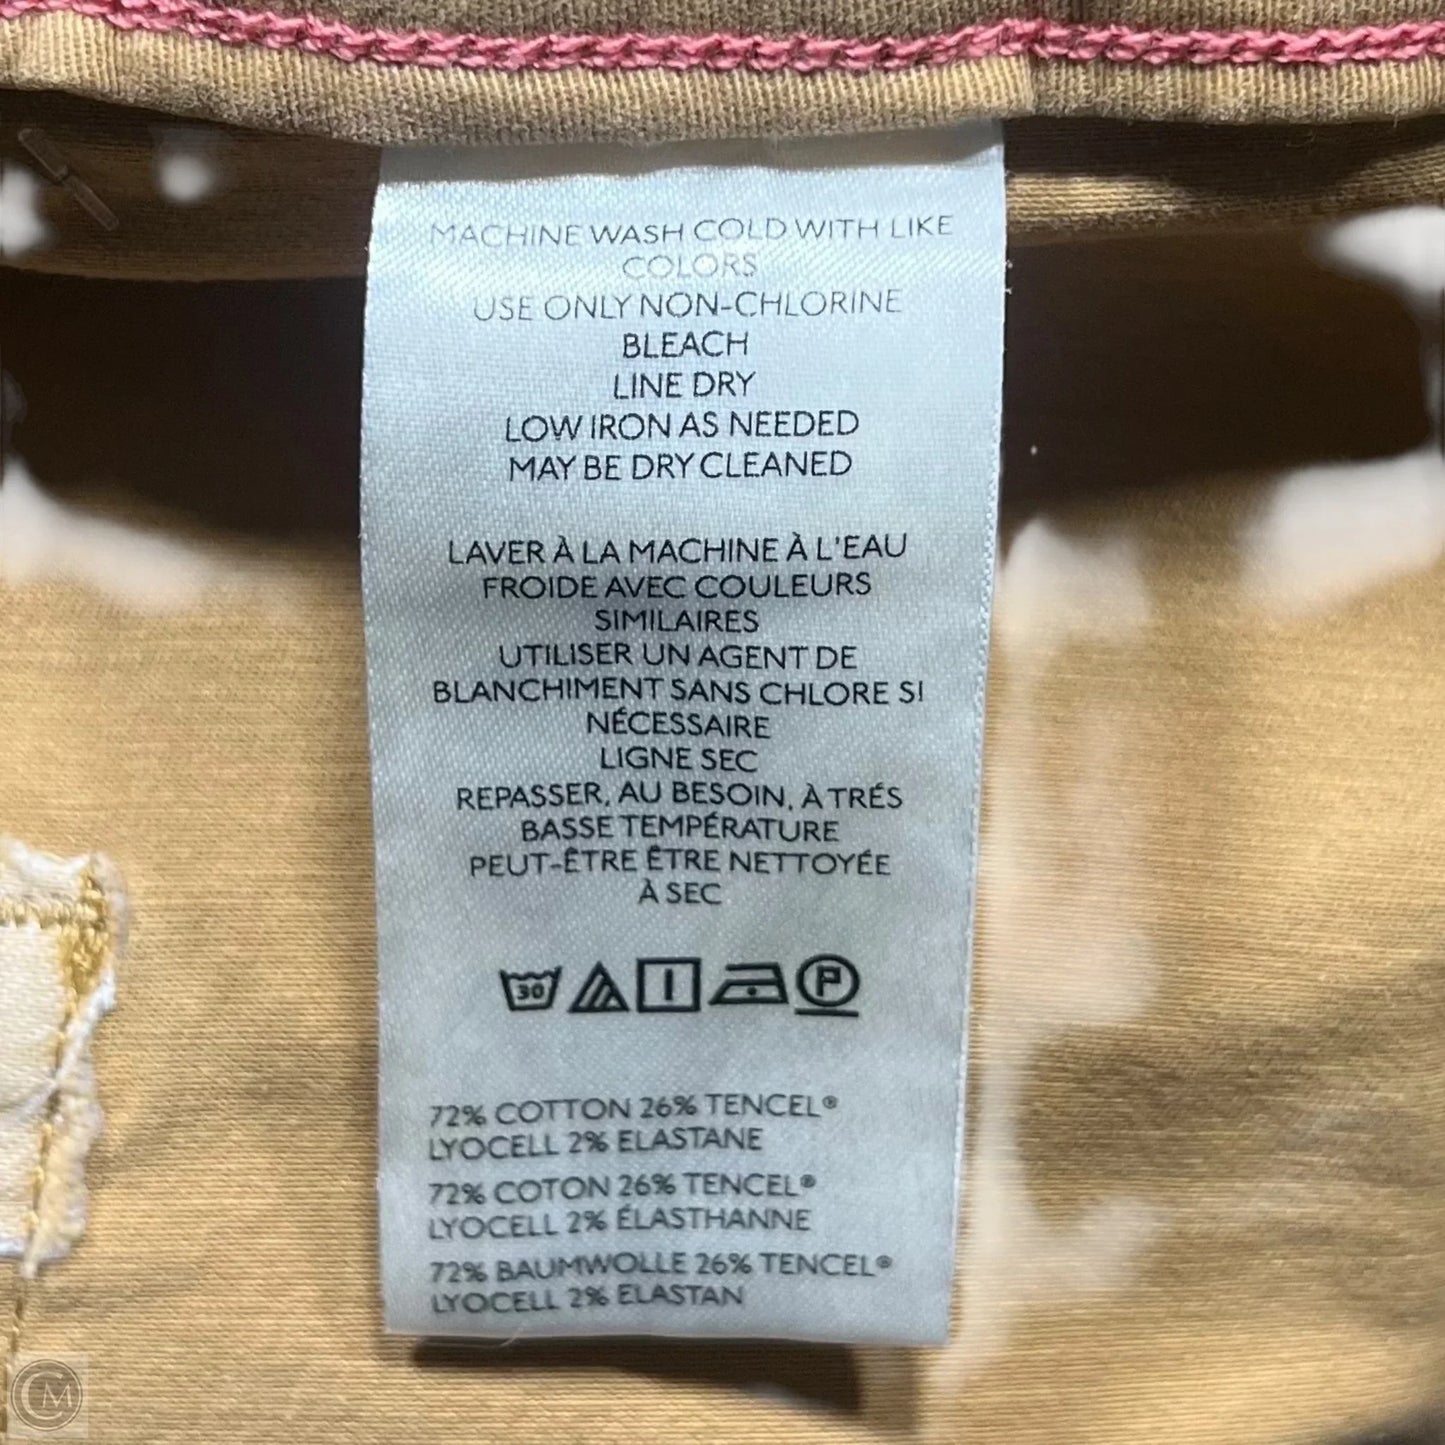 MACHINE WASH COLD WITH LIKE
COLORS
USE ONLY NON-CHLORINE
BLEACH
LINE DRY
LOW IRON AS NEEDED
MAY BE DRY CLEANED
LAVER À LA MACHINE À L'EAU
FROIDE AVEC COULEURS
SIMILAIRES
UTILISER UN AGENT DE
BLANCHIMENT SANS CHLORE SI
NÉCESSAIRE
LIGNE SEC
REPASSER, AU BESOIN, À TRÉS
BASSE TEMPÉRATURE
PEUT-ÊTRE ÊTRE NETTOYÉE
À SEC
30 P
72% COTTON 26% TENCEL®
LYOCELL 2% ELASTANE
72% COTON 26% TENCEL®
LYOCELL 2% ÉLASTHANNE
72% BAUMWOLLE 26% TENCEL®
LYOCELL 2% ELASTAN
CM